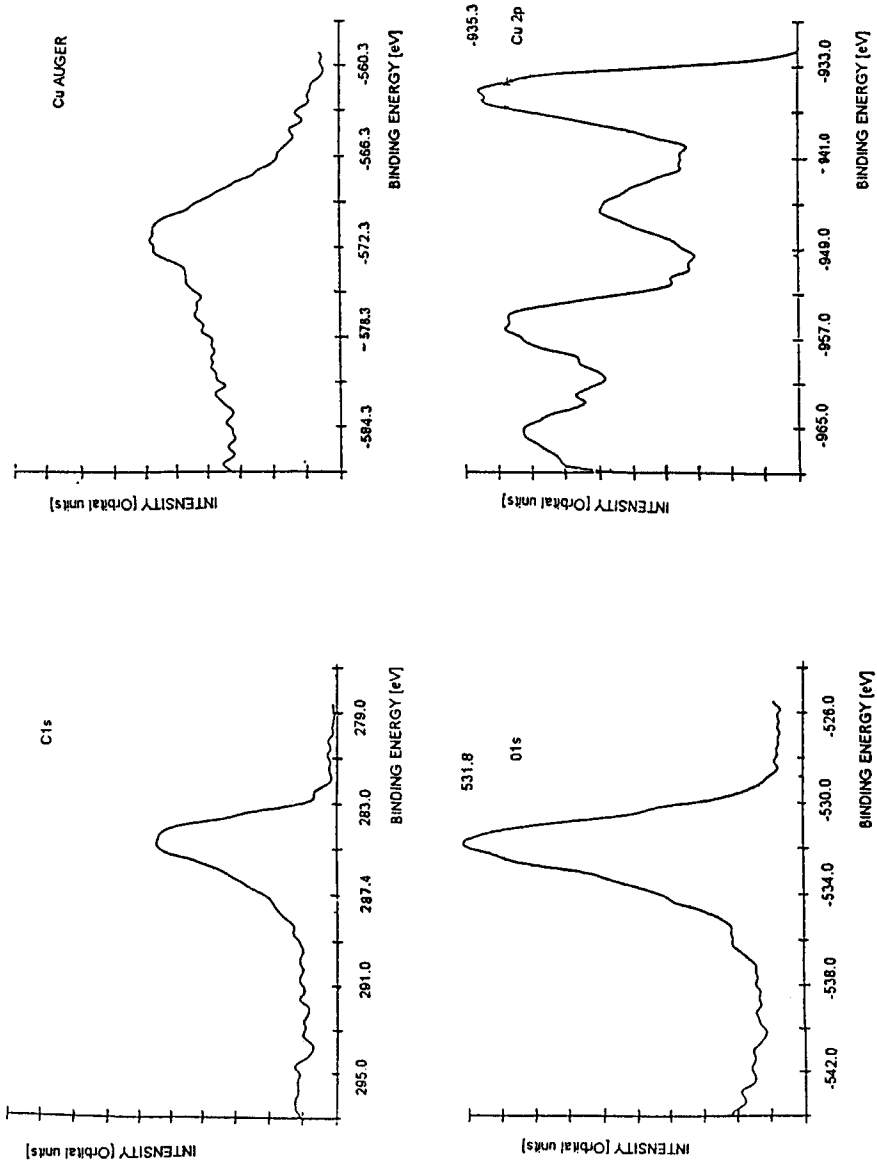 C1s
INTENSITY [Orbital units]
295.0
291.0
287.4
283.0
279.0
BINDING ENERGY [eV]
Cu AUGER
INTENSITY [Orbital units]
-584.3
-578.3
-572.3
-566.3
-560.3
BINDING ENERGY [eV]
531.8
01s
INTENSITY [Orbital units]
-542.0
-538.0
-534.0
-530.0
-526.0
BINDING ENERGY [eV]
-935.3
Cu 2p
INTENSITY [Orbital units]
-965.0
-957.0
-949.0
-941.0
-933.0
BINDING ENERGY [eV]